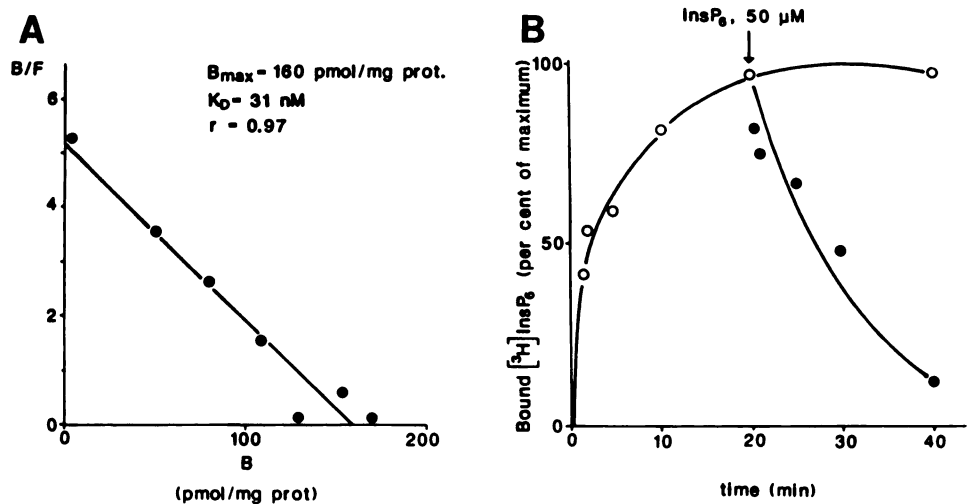 A
B/F
Bmax = 160 pmol/mg prot.
KD = 31 nM
r = 0.97
6
4
2
0
0
100
200
B
(pmol/mg prot)
B
InsP6, 50 µM
Bound [3H]InsP6 (per cent of maximum)
100
50
0
0
10
20
30
40
time (min)